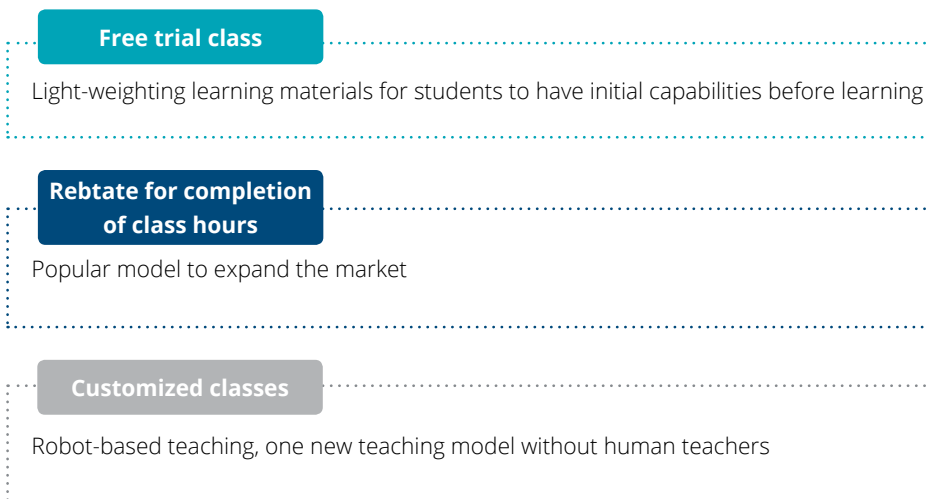 Free trial class
Light-weighting learning materials for students to have initial capabilities before learning
Rebtate for completion
of class hours
Popular model to expand the market
Customized classes
Robot-based teaching, one new teaching model without human teachers